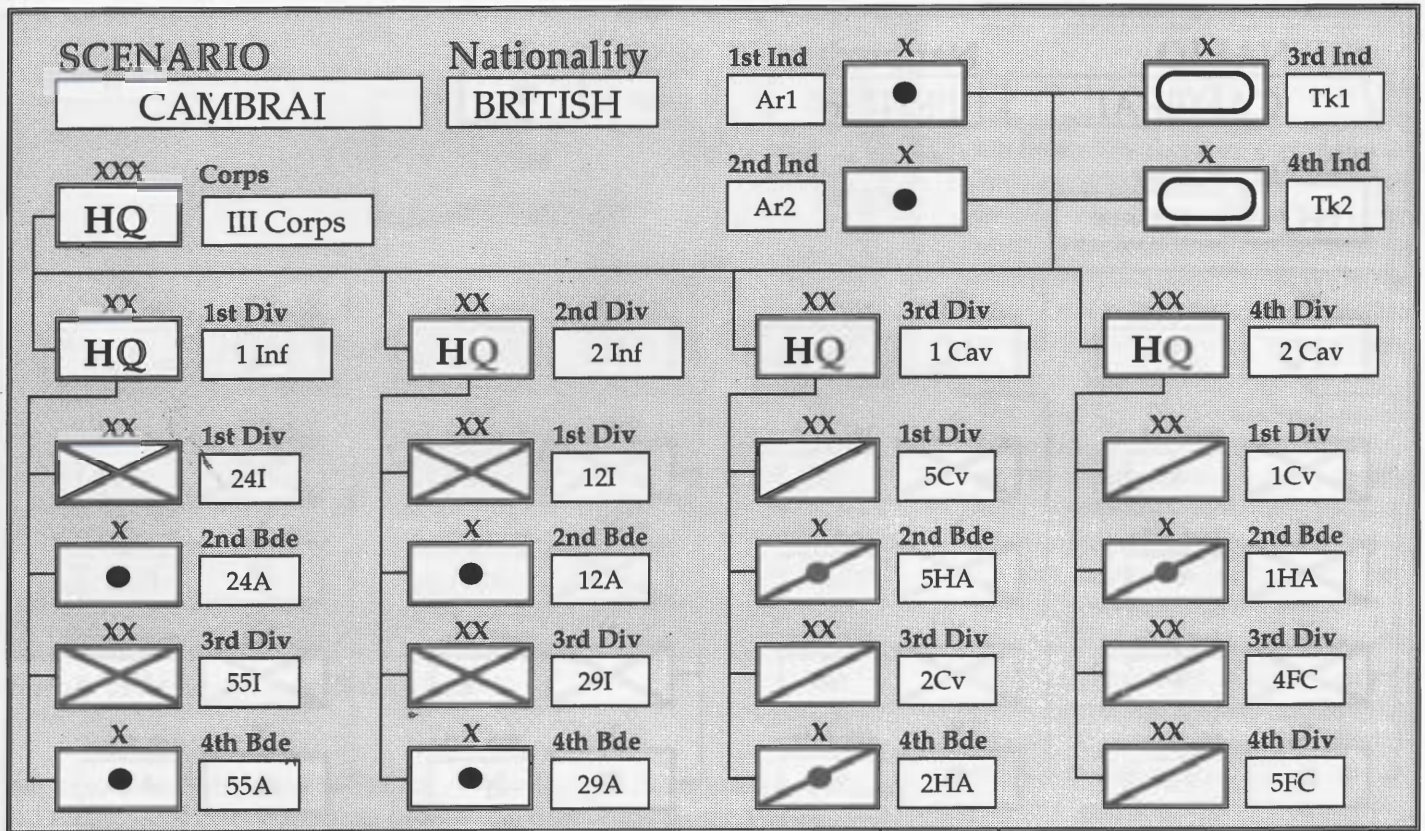 SCENARIO
CAMBRAI
Nationality
BRITISH
1st Ind
Ar1
X
X
3rd Ind
Tk1
2nd Ind
Ar2
X
X
4th Ind
Tk2
XXX
HQ
Corps
III Corps
XX
HQ
1st Div
1 Inf
XX
HQ
2nd Div
2 Inf
XX
HQ
3rd Div
1 Cav
XX
HQ
4th Div
2 Cav
XX
1st Div
24I
XX
1st Div
12I
XX
1st Div
5Cv
XX
1st Div
1Cv
X
2nd Bde
24A
X
2nd Bde
12A
X
2nd Bde
5HA
X
2nd Bde
1HA
XX
3rd Div
55I
XX
3rd Div
29I
XX
3rd Div
2Cv
XX
3rd Div
4FC
X
4th Bde
55A
X
4th Bde
29A
X
4th Bde
2HA
XX
4th Div
5FC